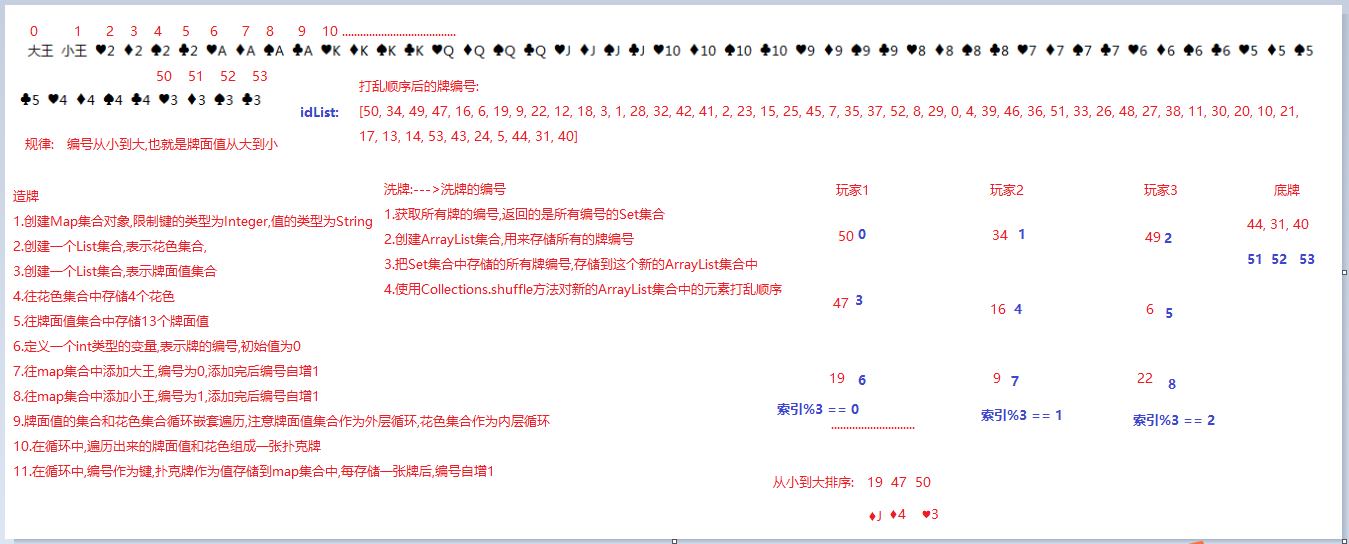 0 1 2 3 4 5 6 7 8 9 10 ......................................
大王 小王 ♥2 ♦2 ♠2 ♣2 ♥A ♦A ♠A ♣A ♥K ♦K ♠K ♣K ♥Q ♦Q ♠Q ♣Q ♥J ♦J ♠J ♣J ♥10 ♦10 ♠10 ♣10 ♥9 ♦9 ♠9 ♣9 ♥8 ♦8 ♠8 ♣8 ♥7 ♦7 ♠7 ♣7 ♥6 ♦6 ♠6 ♣6 ♥5 ♦5 ♠5
50 51 52 53
♣5 ♥4 ♦4 ♠4 ♣4 ♥3 ♦3 ♠3 ♣3
规律: 编号从小到大,也就是牌面值从大到小
打乱顺序后的牌编号:
idList: [50, 34, 49, 47, 16, 6, 19, 9, 22, 12, 18, 3, 1, 28, 32, 42, 41, 2, 23, 15, 25, 45, 7, 35, 37, 52, 8, 29, 0, 4, 39, 46, 36, 51, 33, 26, 48, 27, 38, 11, 30, 20, 10, 21,
17, 13, 14, 53, 43, 24, 5, 44, 31, 40]
造牌
1.创建Map集合对象,限制键的类型为Integer,值的类型为String
2.创建一个List集合,表示花色集合,
3.创建一个List集合,表示牌面值集合
4.往花色集合中存储4个花色
5.往牌面值集合中存储13个牌面值
6.定义一个int类型的变量,表示牌的编号,初始值为0
7.往map集合中添加大王,编号为0,添加完后编号自增1
8.往map集合中添加小王,编号为1,添加完后编号自增1
9.牌面值的集合和花色集合循环嵌套遍历,注意牌面值集合作为外层循环,花色集合作为内层循环
10.在循环中,遍历出来的牌面值和花色组成一张扑克牌
11.在循环中,编号作为键,扑克牌作为值存储到map集合中,每存储一张牌后,编号自增1
洗牌:--->洗牌的编号
1.获取所有牌的编号,返回的是所有编号的Set集合
2.创建ArrayList集合,用来存储所有的牌编号
3.把Set集合中存储的所有牌编号,存储到这个新的ArrayList集合中
4.使用Collections.shuffle方法对新的ArrayList集合中的元素打乱顺序
玩家1 玩家2 玩家3 底牌
44, 31, 40
50 0 34 1 49 2
51 52 53
47 3 16 4 6 5
19 6 9 7 22 8
索引%3 == 0 索引%3 == 1 索引%3 == 2
............................
从小到大排序: 19 47 50
♦J ♦4 ♥3